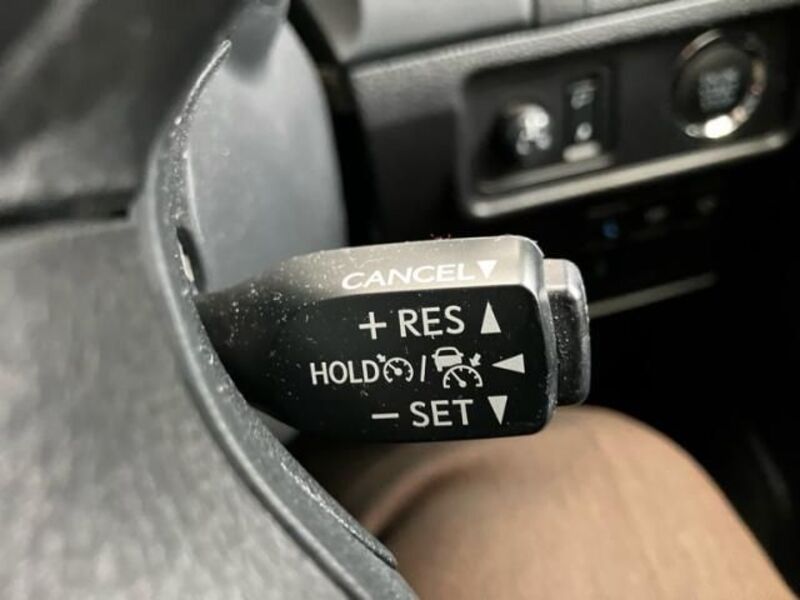 CANCEL▼
+ RES ▲
HOLD / ◀
− SET ▼